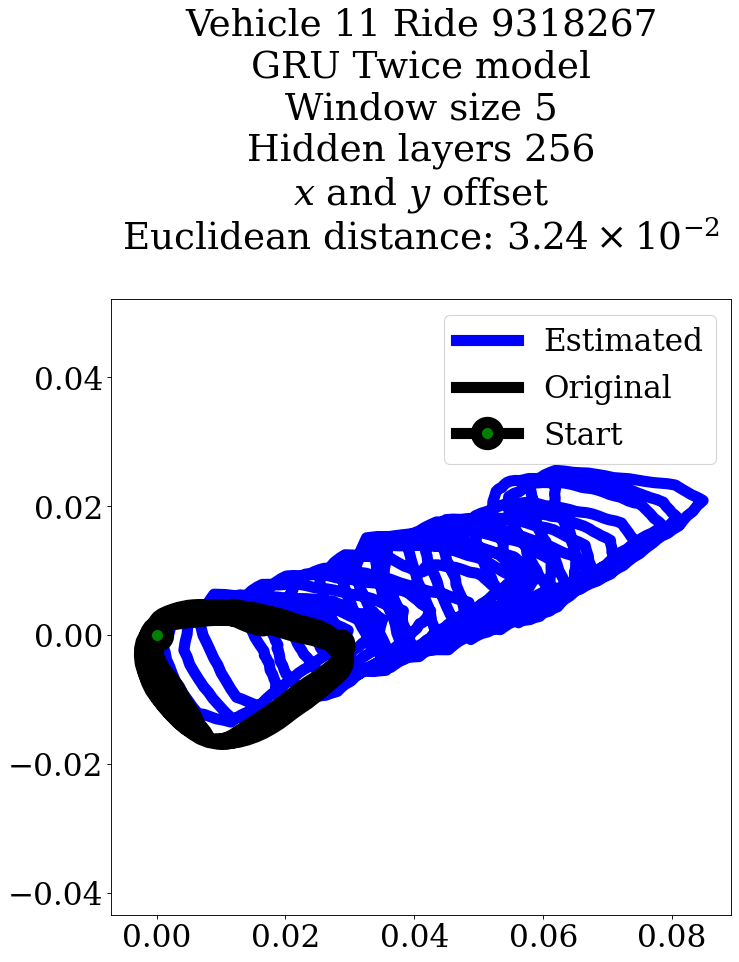 Vehicle 11 Ride 9318267
GRU Twice model
Window size 5
Hidden layers 256
x and y offset
Euclidean distance: 3.24 × 10⁻²
Estimated
Original
Start
0.04
0.02
0.00
−0.02
−0.04
0.00 0.02 0.04 0.06 0.08